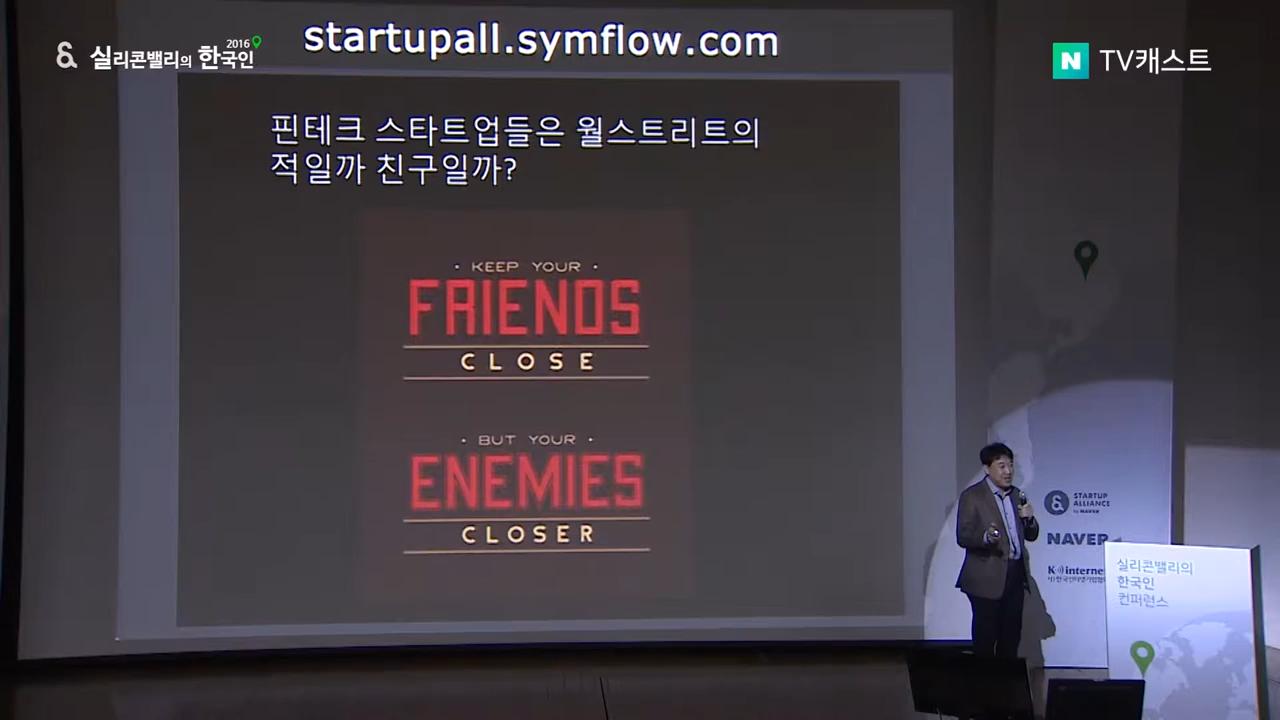 startupall.symflow.com
& 실리콘밸리의 한국인 2016
N TV캐스트
핀테크 스타트업들은 월스트리트의
적일까 친구일까?
· KEEP YOUR ·
FRIENDS
CLOSE
· BUT YOUR ·
ENEMIES
CLOSER
& STARTUP
ALLIANCE
by NAVER
NAVER
K interne
실리콘밸리의
한국인
컨퍼런스